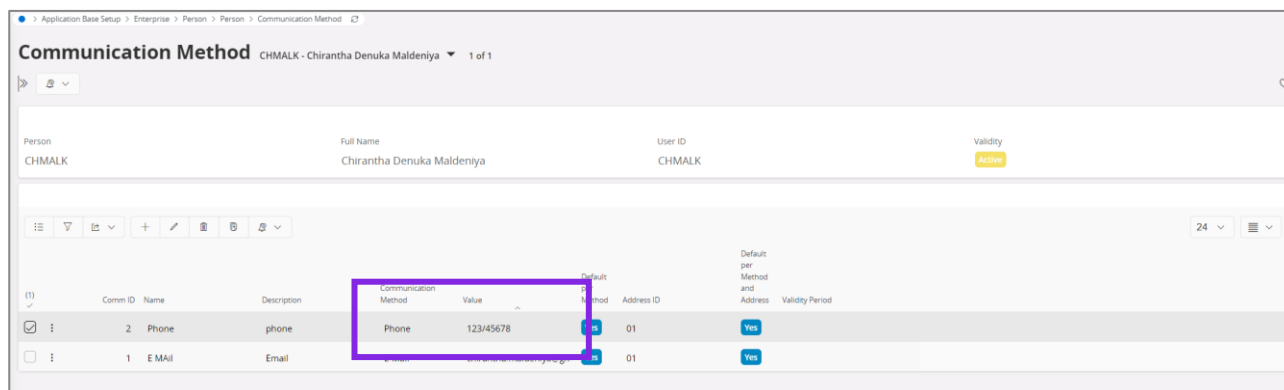 > Application Base Setup > Enterprise > Person > Person > Communication Method
Communication Method CHMALK - Chirantha Denuka Maldeniya 1 of 1
Person Full Name User ID Validity
CHMALK Chirantha Denuka Maldeniya CHMALK Active
24
(1) Comm ID Name Description Communication Method Value Default per Method Address ID Default per Method and Address Validity Period
2 Phone phone Phone 123/45678 Yes 01 Yes
1 E MAil Email 01 Yes